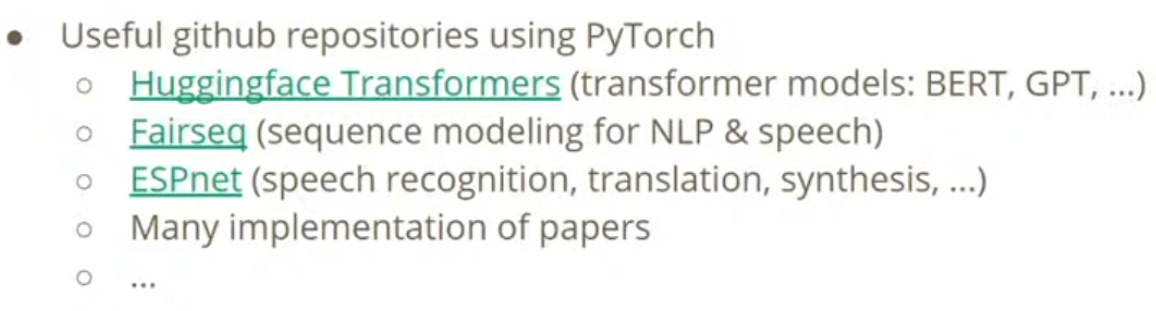 ● Useful github repositories using PyTorch
○ Huggingface Transformers (transformer models: BERT, GPT, ...)
○ Fairseq (sequence modeling for NLP & speech)
○ ESPnet (speech recognition, translation, synthesis, ...)
○ Many implementation of papers
○ ...